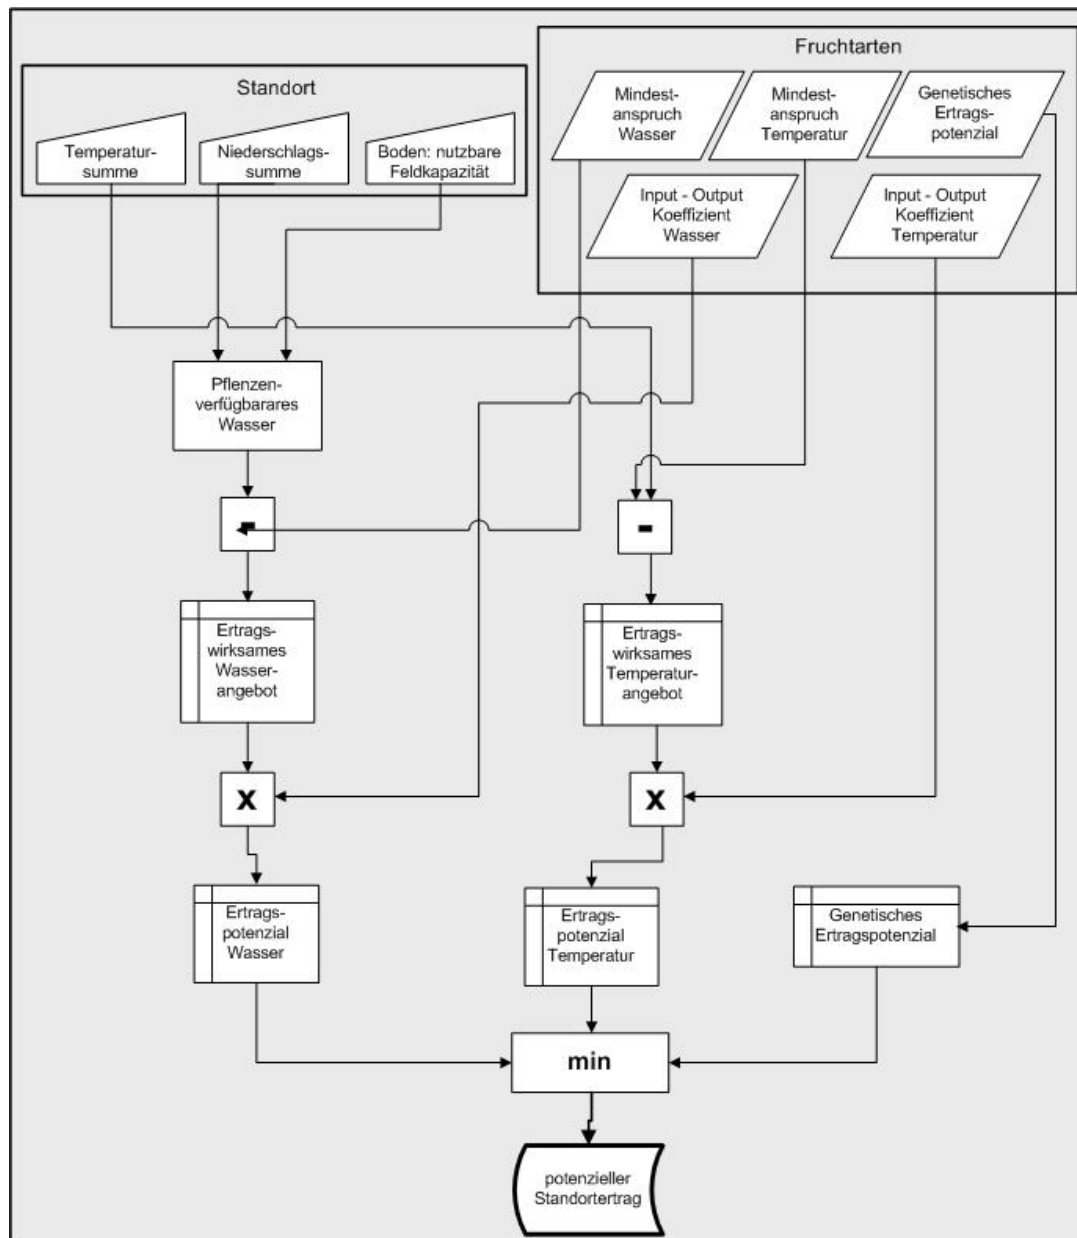 Standort
Temperatur-
summe
Niederschlags-
summe
Boden: nutzbare
Feldkapazität
Fruchtarten
Mindest-
anspruch
Wasser
Mindest-
anspruch
Temperatur
Genetisches
Ertrags-
potenzial
Input - Output
Koeffizient
Wasser
Input - Output
Koeffizient
Temperatur
Pflenzen-
verfügbarares
Wasser
-
-
Ertrags-
wirksames
Wasser-
angebot
Ertrags-
wirksames
Temperatur-
angebot
X
X
Ertrags-
potenzial
Wasser
Ertrags-
potenzial
Temperatur
Genetisches
Ertragspotenzial
min
potenzieller
Standortertrag